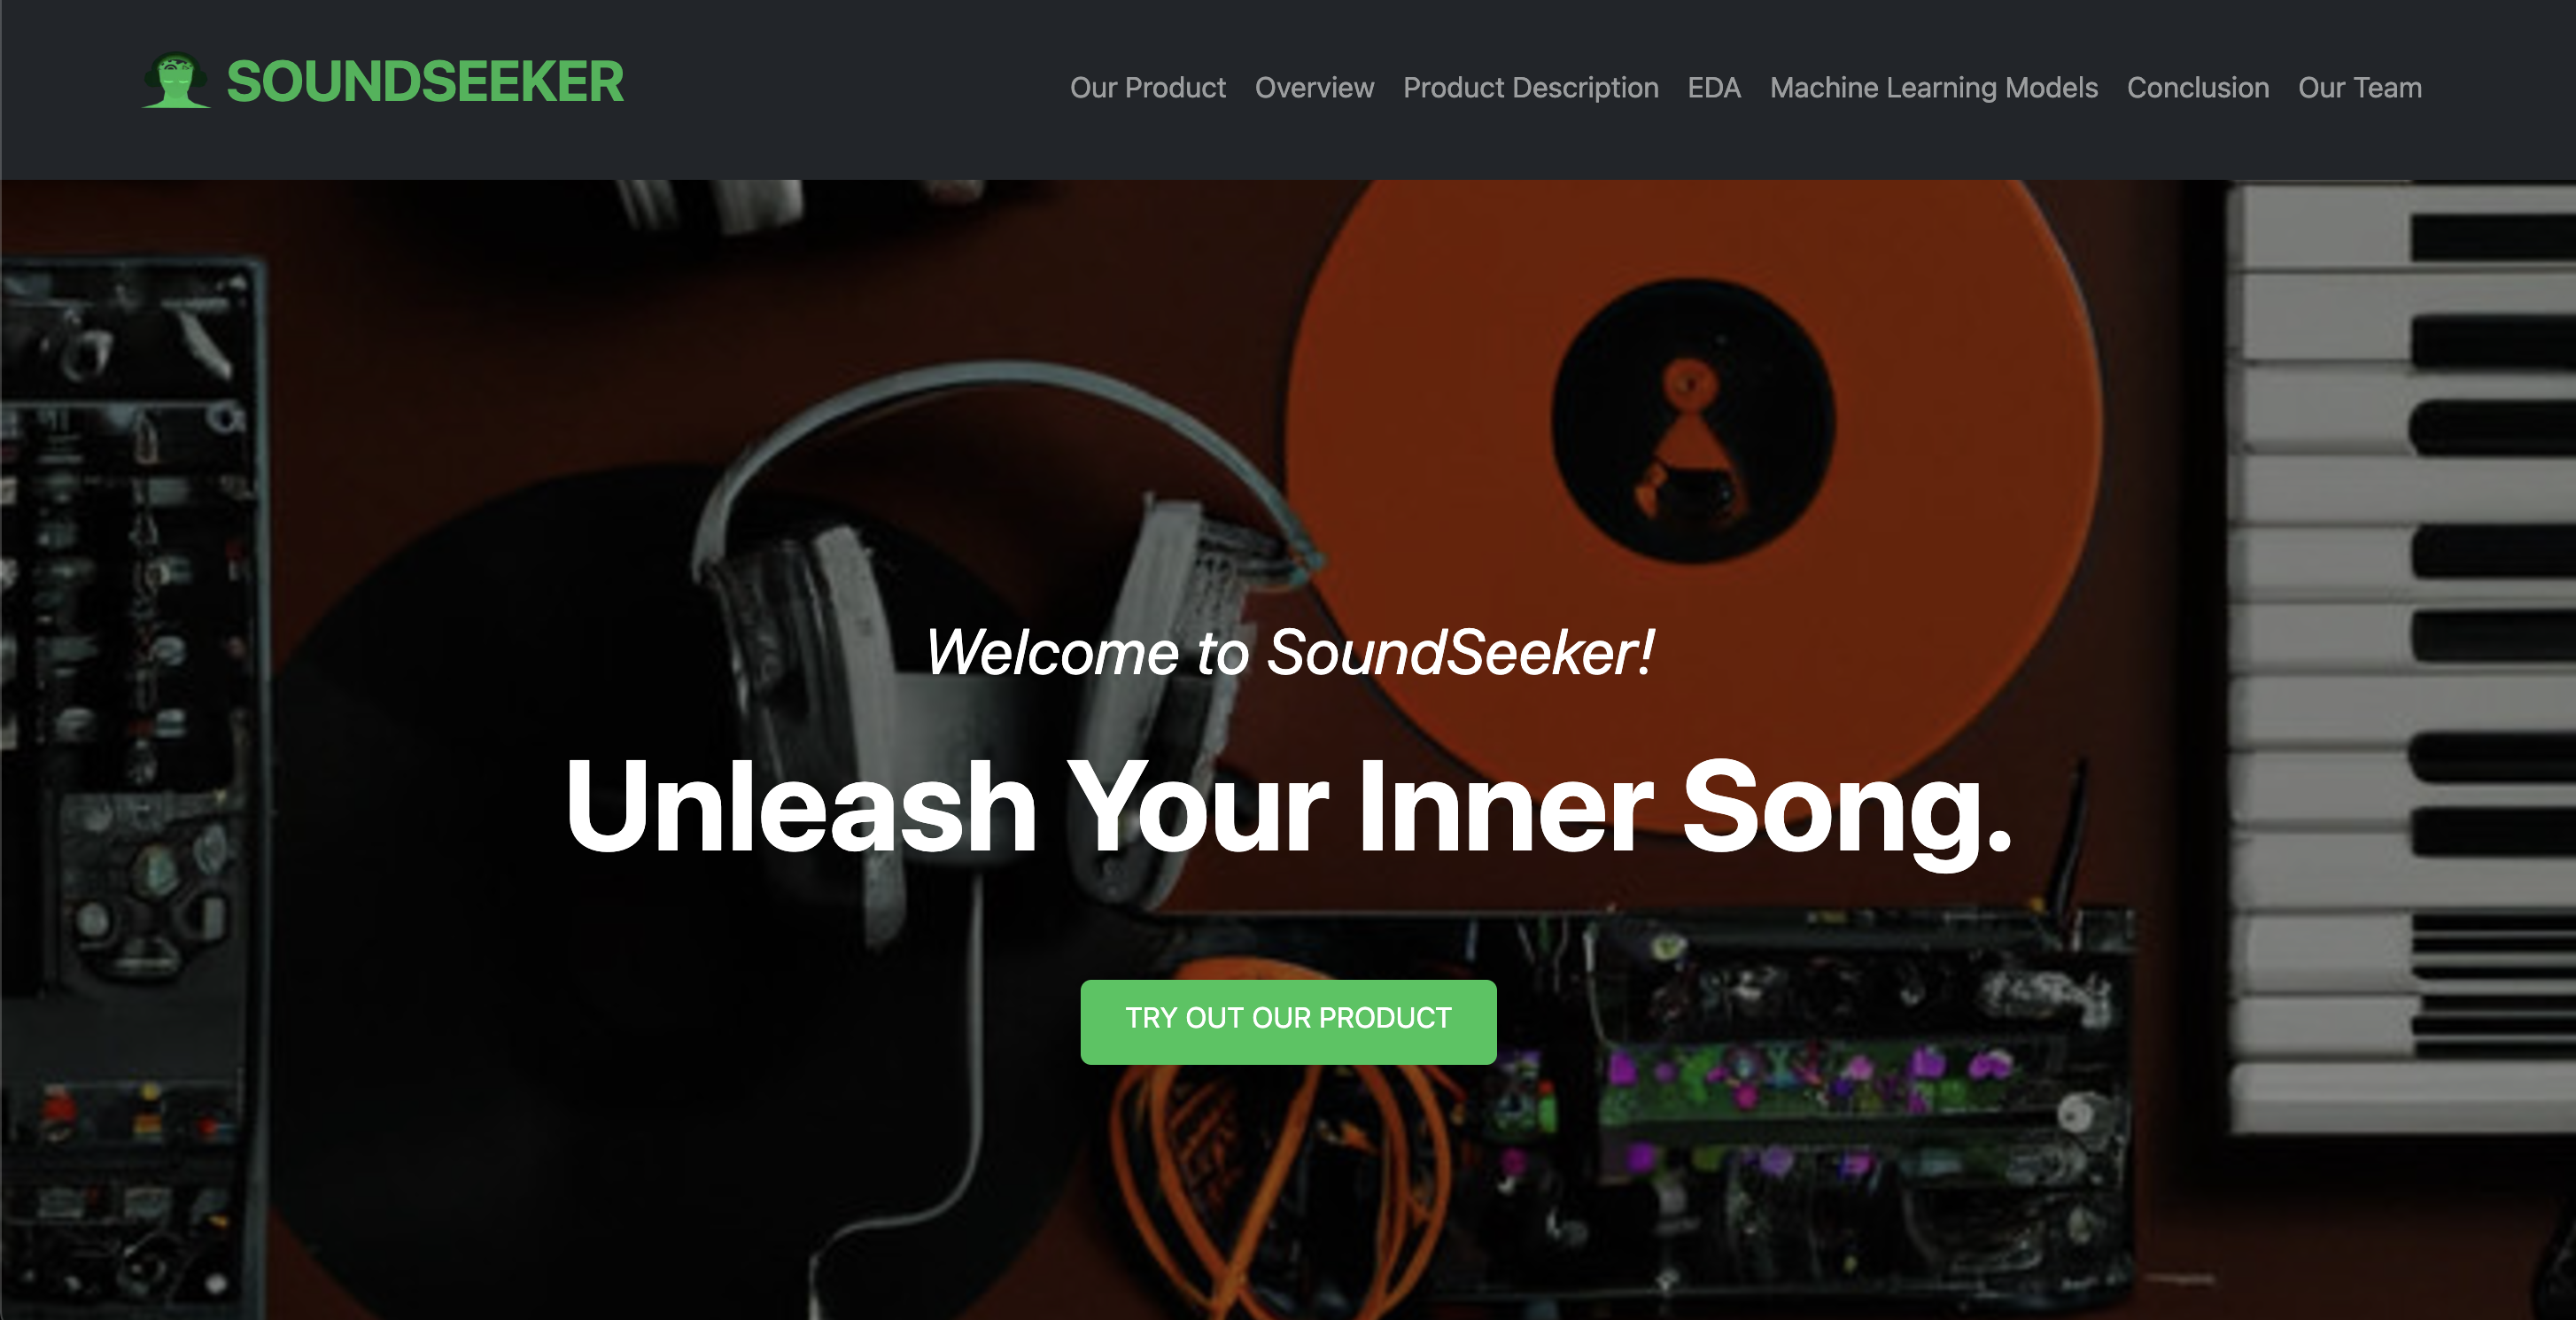 SOUNDSEEKER
Our Product Overview Product Description EDA Machine Learning Models Conclusion Our Team
Welcome to SoundSeeker!
Unleash Your Inner Song.
TRY OUT OUR PRODUCT